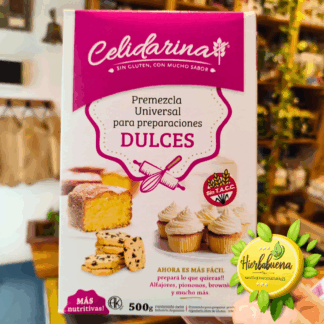 Celidarina
SIN GLUTEN, CON MUCHO SABOR
Premezcla
Universal
para preparaciones
DULCES
Sin T.A.C.C.
AHORA ES MÁS FÁCIL
prepará lo que quieras!!
Alfajores, pionono, brownies
y mucho más
MÁS
nutritivas!
500g
Hierbabuena